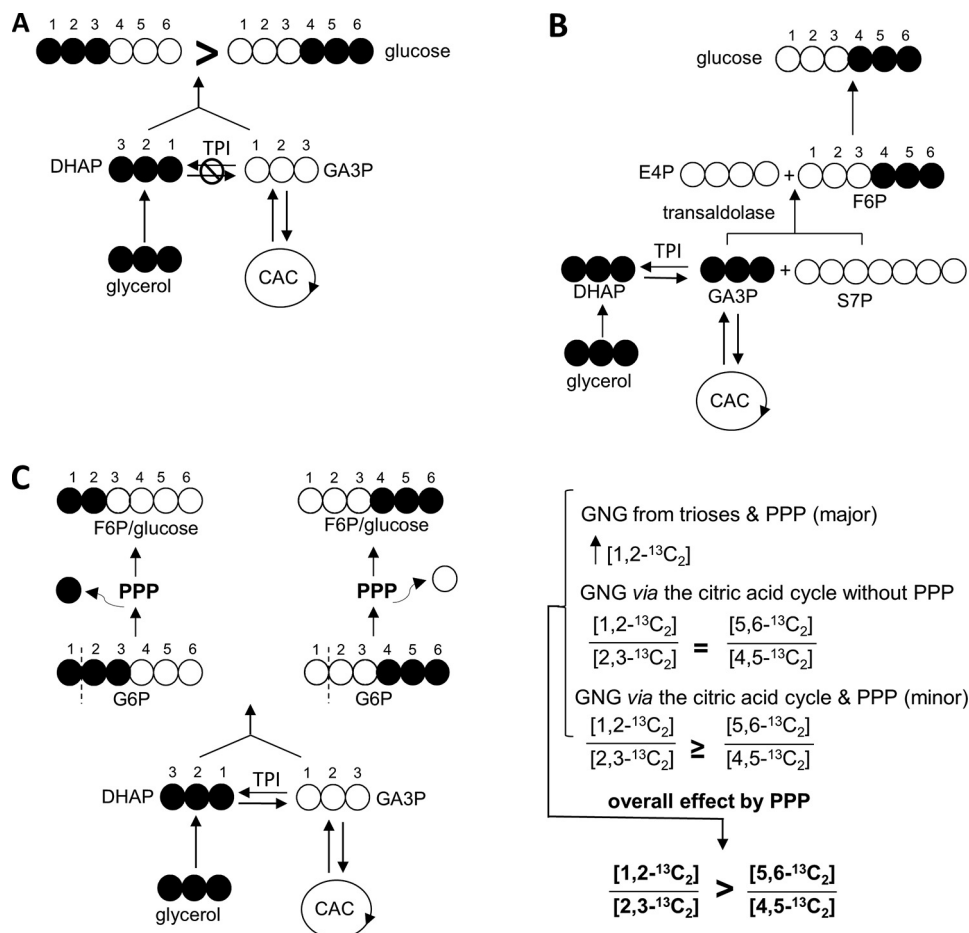 A
1 2 3 4 5 6 1 2 3 4 5 6
> glucose
3 2 1 TPI 1 2 3
DHAP GA3P
CAC
glycerol
B
4 5 6
glucose 1 2 3
E4P + 1 2 3 4 5 6
F6P
transaldolase
TPI
DHAP GA3P + S7P
glycerol
CAC
C
1 2 3 4 5 6 1 2 3 4 5 6
F6P/glucose F6P/glucose
PPP PPP
1 2 3 4 5 6 1 2 3 4 5 6
G6P G6P
3 2 1 TPI 1 2 3
DHAP GA3P
glycerol CAC
GNG from trioses & PPP (major)
[1,2-¹³C₂]
GNG via the citric acid cycle without PPP
[1,2-¹³C₂] = [5,6-¹³C₂]
[2,3-¹³C₂] [4,5-¹³C₂]
GNG via the citric acid cycle & PPP (minor)
[1,2-¹³C₂] ≥ [5,6-¹³C₂]
[2,3-¹³C₂] [4,5-¹³C₂]
overall effect by PPP
[1,2-¹³C₂] > [5,6-¹³C₂]
[2,3-¹³C₂] [4,5-¹³C₂]